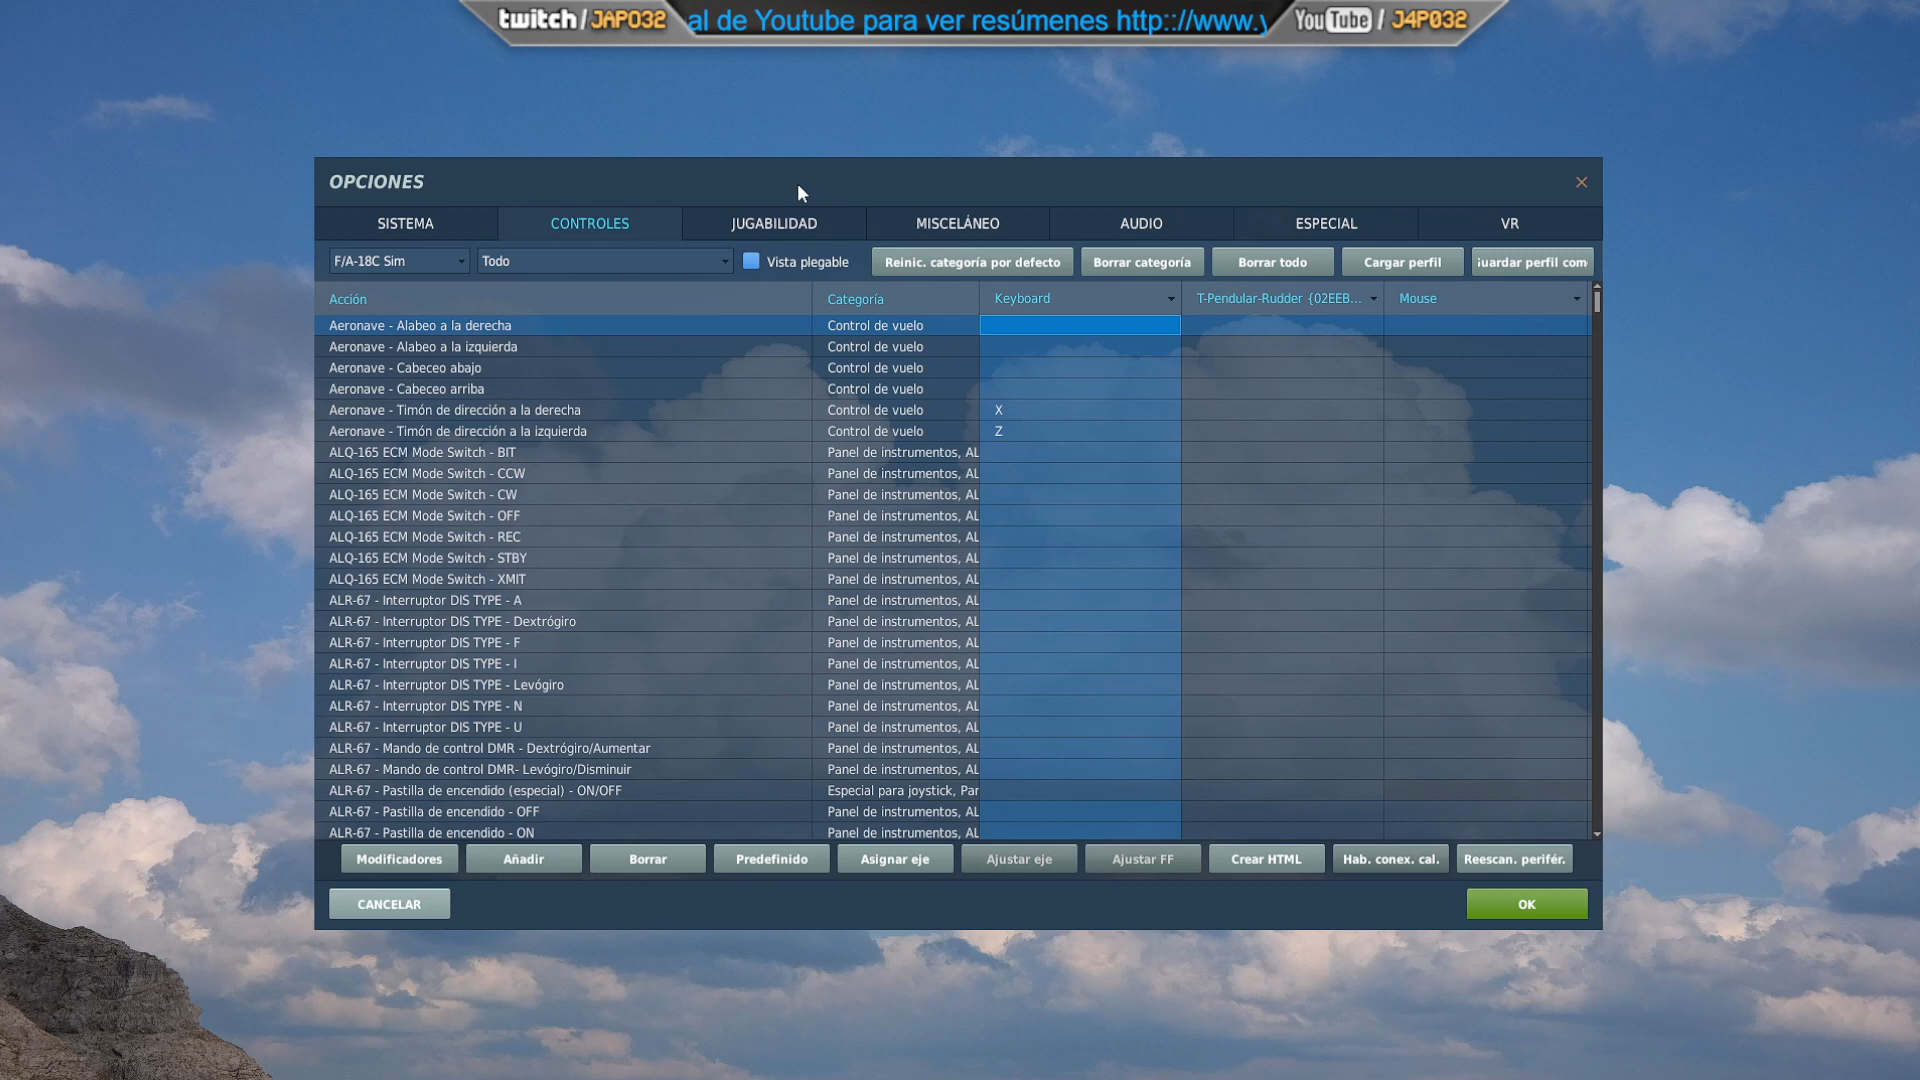 twitch / JAPO32 al de Youtube para ver resúmenes http:://www.y YouTube / J4P032
OPCIONES
SISTEMA CONTROLES JUGABILIDAD MISCELÁNEO AUDIO ESPECIAL VR
F/A-18C Sim Todo Vista plegable Reinic. categoría por defecto Borrar categoría Borrar todo Cargar perfil iuardar perfil com
Acción Categoría Keyboard T-Pendular-Rudder {02EEB... Mouse
Aeronave - Alabeo a la derecha Control de vuelo
Aeronave - Alabeo a la izquierda Control de vuelo
Aeronave - Cabeceo abajo Control de vuelo
Aeronave - Cabeceo arriba Control de vuelo
Aeronave - Timón de dirección a la derecha Control de vuelo X
Aeronave - Timón de dirección a la izquierda Control de vuelo Z
ALQ-165 ECM Mode Switch - BIT Panel de instrumentos, AL
ALQ-165 ECM Mode Switch - CCW Panel de instrumentos, AL
ALQ-165 ECM Mode Switch - CW Panel de instrumentos, AL
ALQ-165 ECM Mode Switch - OFF Panel de instrumentos, AL
ALQ-165 ECM Mode Switch - REC Panel de instrumentos, AL
ALQ-165 ECM Mode Switch - STBY Panel de instrumentos, AL
ALQ-165 ECM Mode Switch - XMIT Panel de instrumentos, AL
ALR-67 - Interruptor DIS TYPE - A Panel de instrumentos, AL
ALR-67 - Interruptor DIS TYPE - Dextrógiro Panel de instrumentos, AL
ALR-67 - Interruptor DIS TYPE - F Panel de instrumentos, AL
ALR-67 - Interruptor DIS TYPE - I Panel de instrumentos, AL
ALR-67 - Interruptor DIS TYPE - Levógiro Panel de instrumentos, AL
ALR-67 - Interruptor DIS TYPE - N Panel de instrumentos, AL
ALR-67 - Interruptor DIS TYPE - U Panel de instrumentos, AL
ALR-67 - Mando de control DMR - Dextrógiro/Aumentar Panel de instrumentos, AL
ALR-67 - Mando de control DMR- Levógiro/Disminuir Panel de instrumentos, AL
ALR-67 - Pastilla de encendido (especial) - ON/OFF Especial para joystick, Par
ALR-67 - Pastilla de encendido - OFF Panel de instrumentos, AL
ALR-67 - Pastilla de encendido - ON Panel de instrumentos, AL
Modificadores Añadir Borrar Predefinido Asignar eje Ajustar eje Ajustar FF Crear HTML Hab. conex. cal. Reescan. perifér.
CANCELAR OK